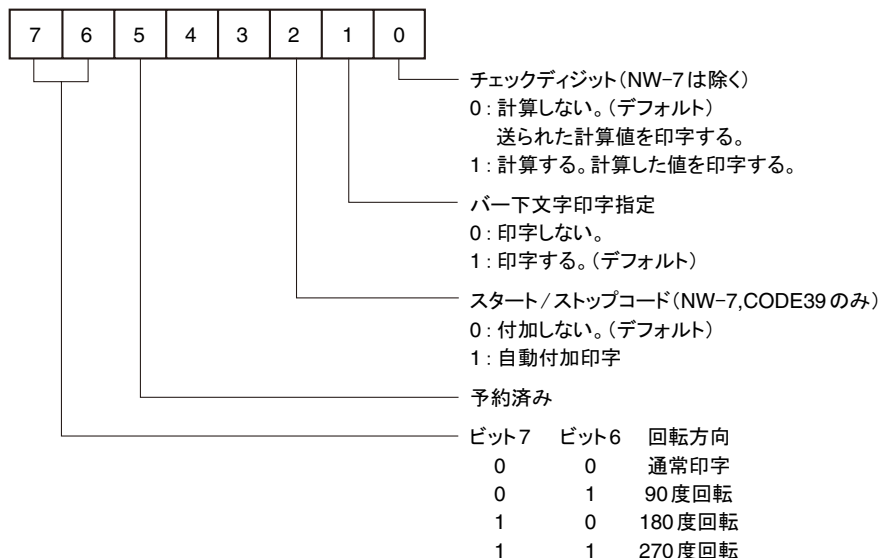 7 6 5 4 3 2 1 0
チェックディジット(NW-7は除く)
0:計算しない。(デフォルト)
送られた計算値を印字する。
1:計算する。計算した値を印字する。
バー下文字印字指定
0:印字しない。
1:印字する。(デフォルト)
スタート/ストップコード(NW-7,CODE39のみ)
0:付加しない。(デフォルト)
1:自動付加印字
予約済み
ビット7 ビット6 回転方向
0 0 通常印字
0 1 90度回転
1 0 180度回転
1 1 270度回転